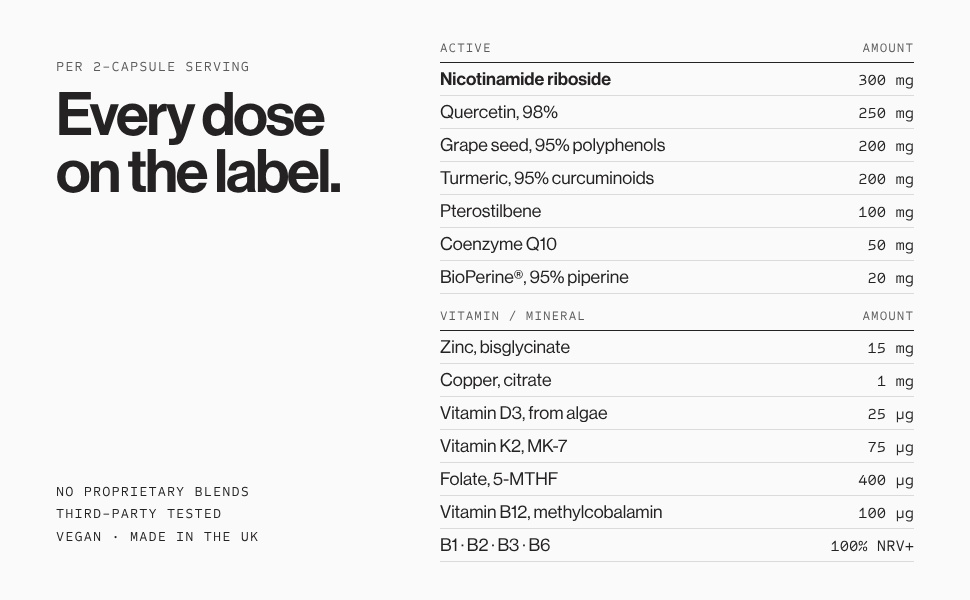 PER 2-CAPSULE SERVING
Every dose
on the label.
NO PROPRIETARY BLENDS
THIRD-PARTY TESTED
VEGAN · MADE IN THE UK
ACTIVE AMOUNT
Nicotinamide riboside 300 mg
Quercetin, 98% 250 mg
Grape seed, 95% polyphenols 200 mg
Turmeric, 95% curcuminoids 200 mg
Pterostilbene 100 mg
Coenzyme Q10 50 mg
BioPerine®, 95% piperine 20 mg
VITAMIN / MINERAL AMOUNT
Zinc, bisglycinate 15 mg
Copper, citrate 1 mg
Vitamin D3, from algae 25 µg
Vitamin K2, MK-7 75 µg
Folate, 5-MTHF 400 µg
Vitamin B12, methylcobalamin 100 µg
B1 · B2 · B3 · B6 100% NRV+